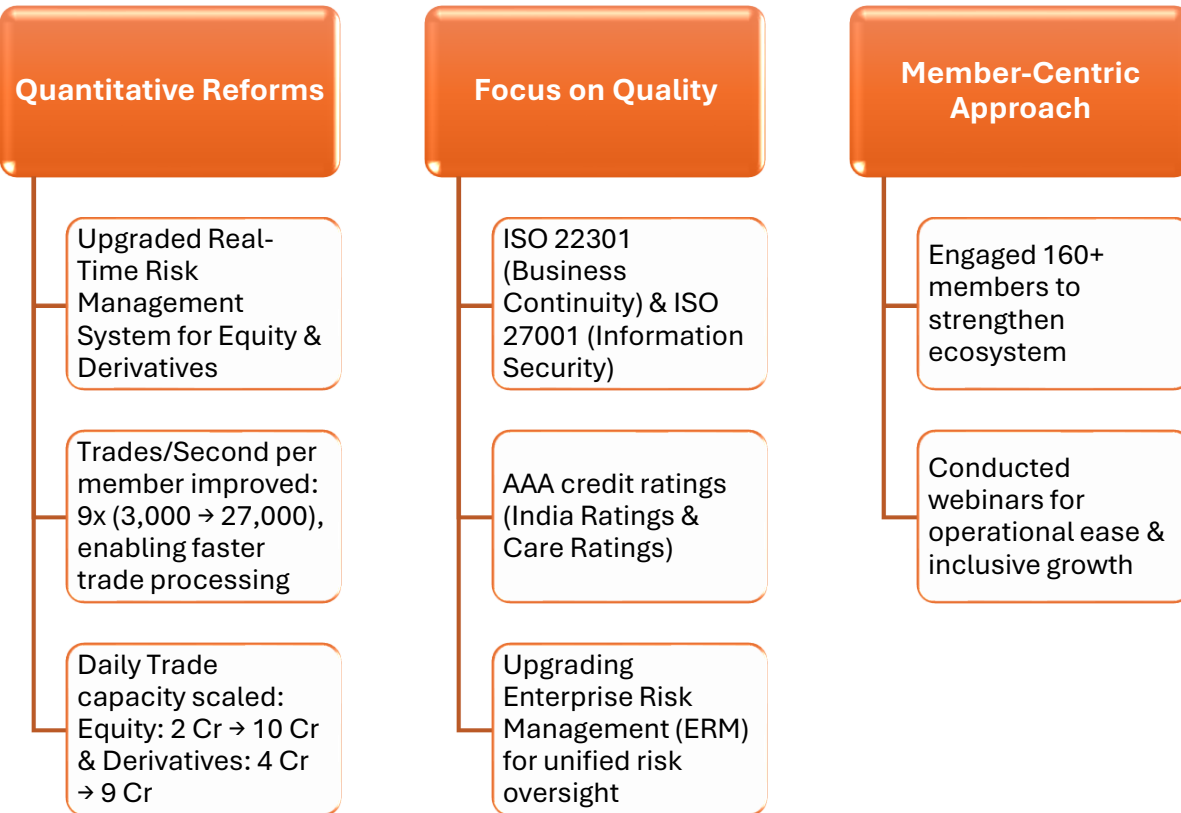 Quantitative Reforms
Upgraded Real-
Time Risk
Management
System for Equity &
Derivatives
Trades/Second per
member improved:
9x (3,000 → 27,000),
enabling faster
trade processing
Daily Trade
capacity scaled:
Equity: 2 Cr → 10 Cr
& Derivatives: 4 Cr
→ 9 Cr
Focus on Quality
ISO 22301
(Business
Continuity) & ISO
27001 (Information
Security)
AAA credit ratings
(India Ratings &
Care Ratings)
Upgrading
Enterprise Risk
Management (ERM)
for unified risk
oversight
Member-Centric
Approach
Engaged 160+
members to
strengthen
ecosystem
Conducted
webinars for
operational ease &
inclusive growth